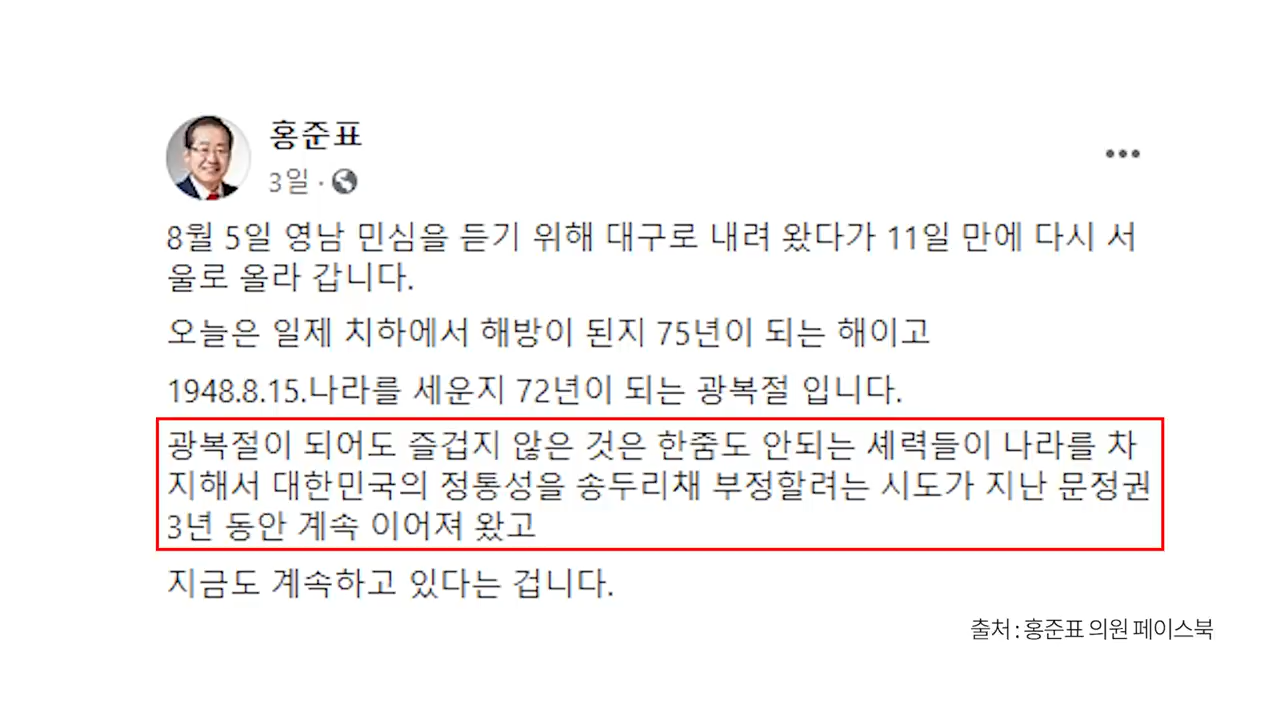 홍준표
3일 ·
8월 5일 영남 민심을 듣기 위해 대구로 내려 왔다가 11일 만에 다시 서
울로 올라 갑니다.
오늘은 일제 치하에서 해방이 된지 75년이 되는 해이고
1948.8.15.나라를 세운지 72년이 되는 광복절 입니다.
광복절이 되어도 즐겁지 않은 것은 한줌도 안되는 세력들이 나라를 차
지해서 대한민국의 정통성을 송두리채 부정할려는 시도가 지난 문정권
3년 동안 계속 이어져 왔고
지금도 계속하고 있다는 겁니다.
출처 : 홍준표 의원 페이스북